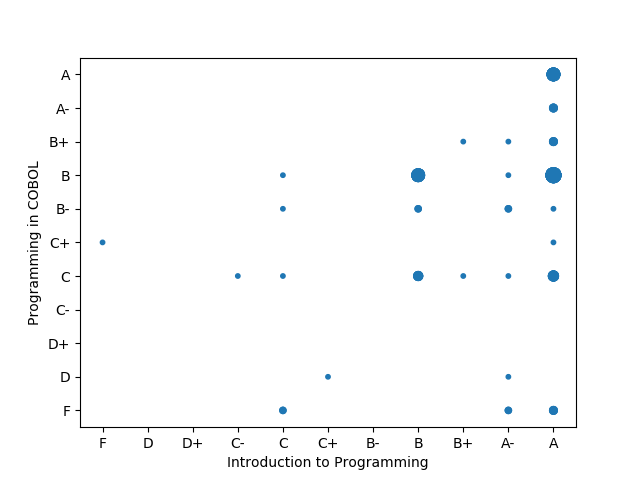 A
A-
B+
B
B-
C+
C
C-
D+
D
F
Programming in COBOL
F D D+ C- C C+ B- B B+ A- A
Introduction to Programming